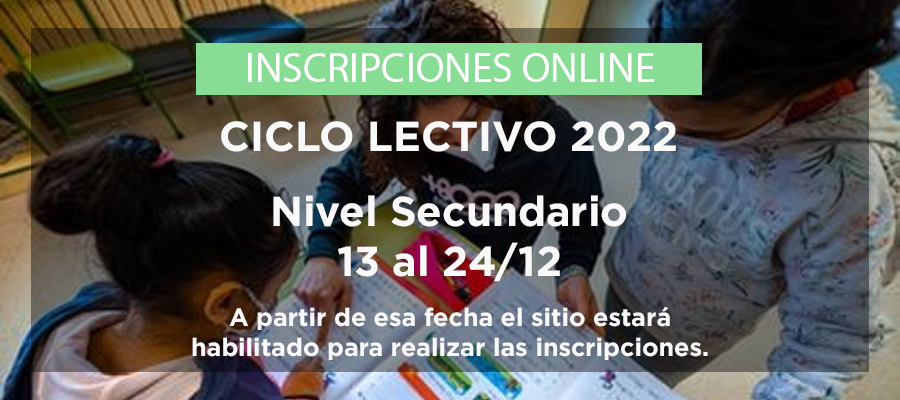 INSCRIPCIONES ONLINE
CICLO LECTIVO 2022
Nivel Secundario
13 al 24/12
A partir de esa fecha el sitio estará
habilitado para realizar las inscripciones.